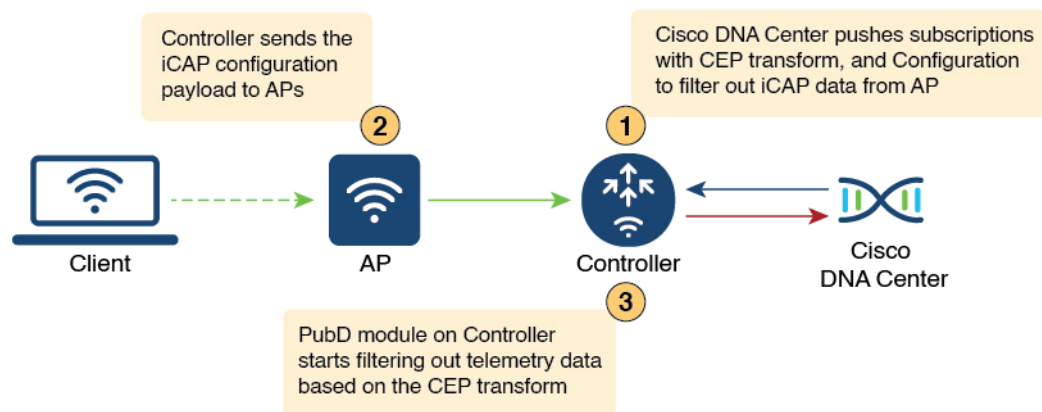 Controller sends the
iCAP configuration
payload to APs
Cisco DNA Center pushes subscriptions
with CEP transform, and Configuration
to filter out iCAP data from AP
2
1
Client
AP
Controller
Cisco
DNA Center
3
PubD module on Controller
starts filtering out telemetry data
based on the CEP transform